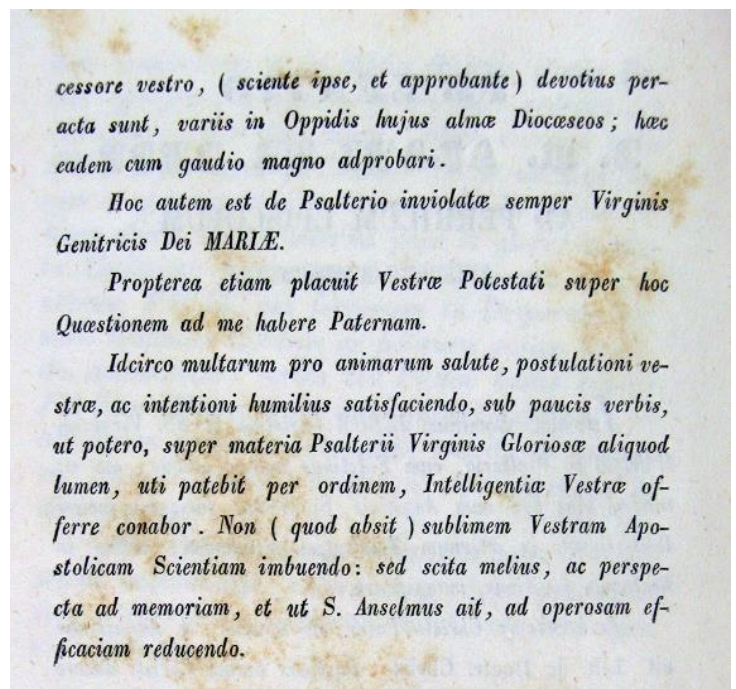 cessore vestro, ( sciente ipse, et approbante ) devotius per-
acta sunt, variis in Oppidis hujus almæ Diocœseos; hæc
eadem cum gaudio magno adprobari.
Hoc autem est de Psalterio inviolatæ semper Virginis
Genitricis Dei MARIÆ.
Propterea etiam placuit Vestræ Potestati super hoc
Quæstionem ad me habere Paternam.
Idcirco multarum pro animarum salute, postulationi ve-
stræ, ac intentioni humilius satisfaciendo, sub paucis verbis,
ut potero, super materia Psalterii Virginis Gloriosæ aliquod
lumen, uti patebit per ordinem, Intelligentiæ Vestræ of-
ferre conabor. Non ( quod absit ) sublimem Vestram Apo-
stolicam Scientiam imbuendo: sed scita melius, ac perspe-
cta ad memoriam, et ut S. Anselmus ait, ad operosam ef-
ficaciam reducendo.